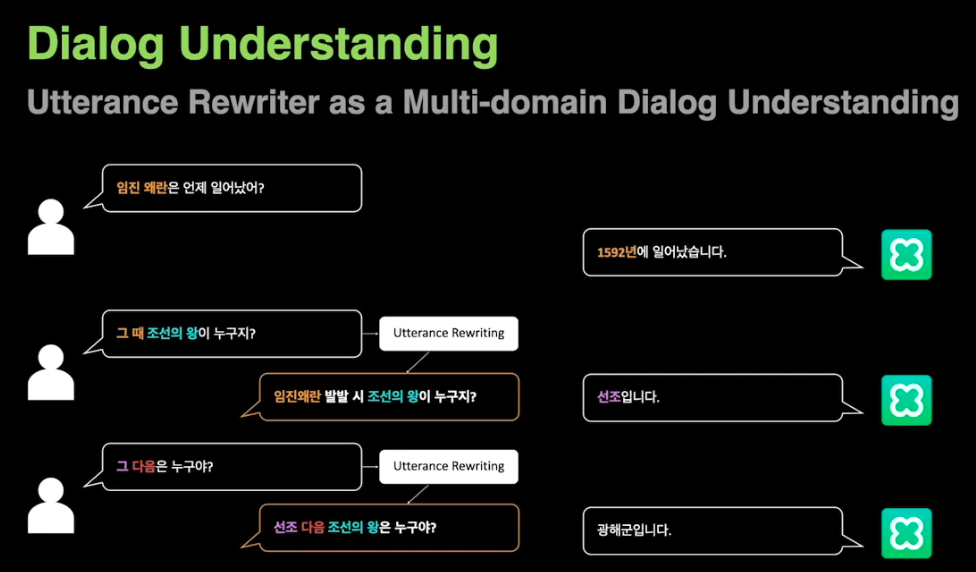 Dialog Understanding
Utterance Rewriter as a Multi-domain Dialog Understanding
임진 왜란은 언제 일어났어?
1592년에 일어났습니다.
그 때 조선의 왕이 누구지?
Utterance Rewriting
임진왜란 발발 시 조선의 왕이 누구지?
선조입니다.
그 다음은 누구야?
Utterance Rewriting
선조 다음 조선의 왕은 누구야?
광해군입니다.